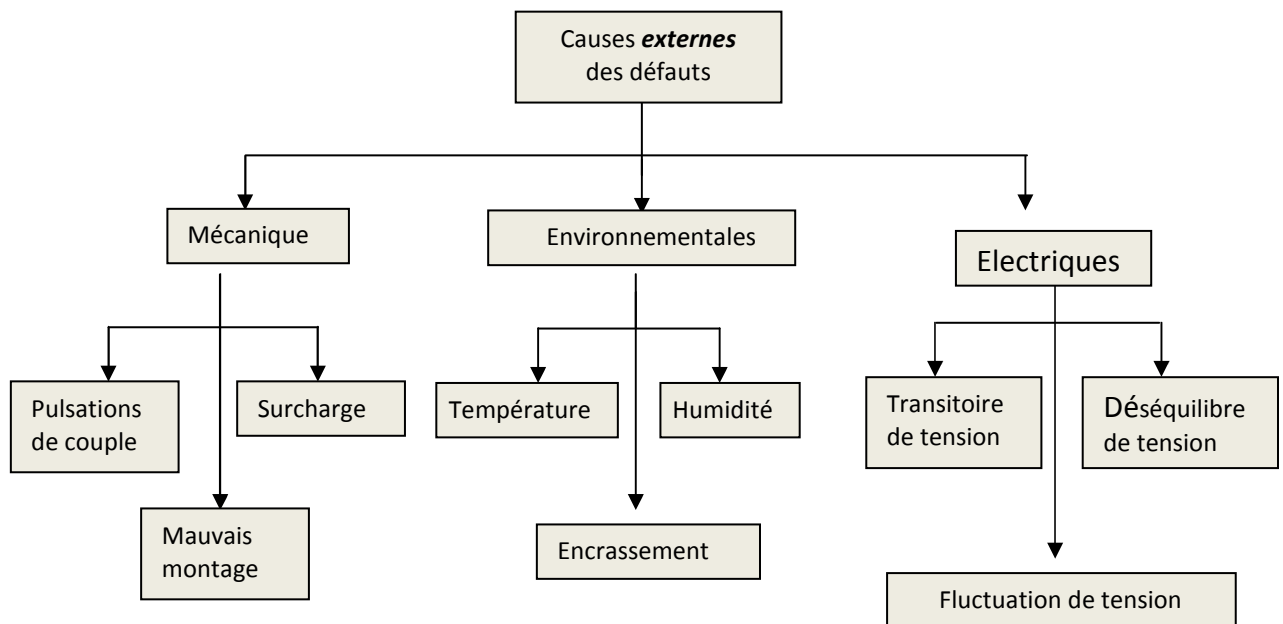 Causes externes
des défauts
Mécanique
Environnementales
Electriques
Pulsations
de couple
Surcharge
Température
Humidité
Transitoire
de tension
Déséquilibre
de tension
Mauvais
montage
Encrassement
Fluctuation de tension